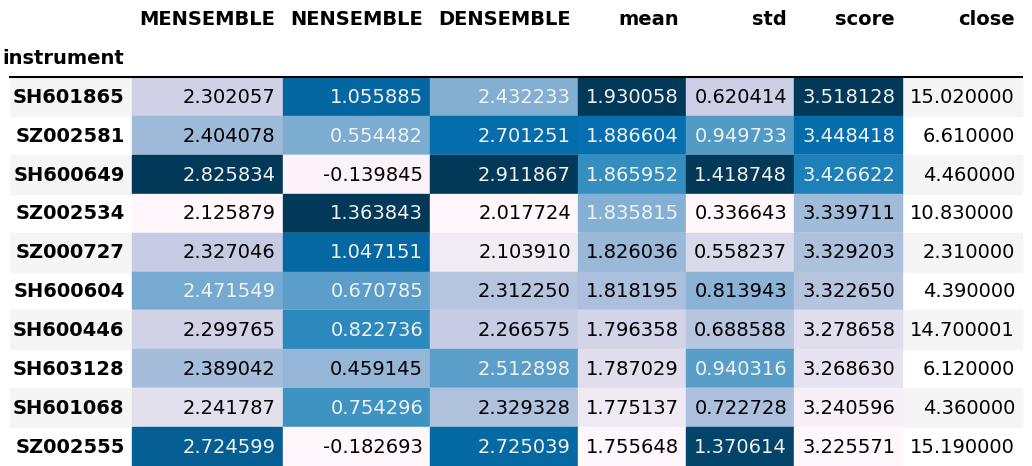 MENSEMBLE NENSEMBLE DENSEMBLE mean std score close
instrument
SH601865 2.302057 1.055885 2.432233 1.930058 0.620414 3.518128 15.020000
SZ002581 2.404078 0.554482 2.701251 1.886604 0.949733 3.448418 6.610000
SH600649 2.825834 -0.139845 2.911867 1.865952 1.418748 3.426622 4.460000
SZ002534 2.125879 1.363843 2.017724 1.835815 0.336643 3.339711 10.830000
SZ000727 2.327046 1.047151 2.103910 1.826036 0.558237 3.329203 2.310000
SH600604 2.471549 0.670785 2.312250 1.818195 0.813943 3.322650 4.390000
SH600446 2.299765 0.822736 2.266575 1.796358 0.688588 3.278658 14.700001
SH603128 2.389042 0.459145 2.512898 1.787029 0.940316 3.268630 6.120000
SH601068 2.241787 0.754296 2.329328 1.775137 0.722728 3.240596 4.360000
SZ002555 2.724599 -0.182693 2.725039 1.755648 1.370614 3.225571 15.190000